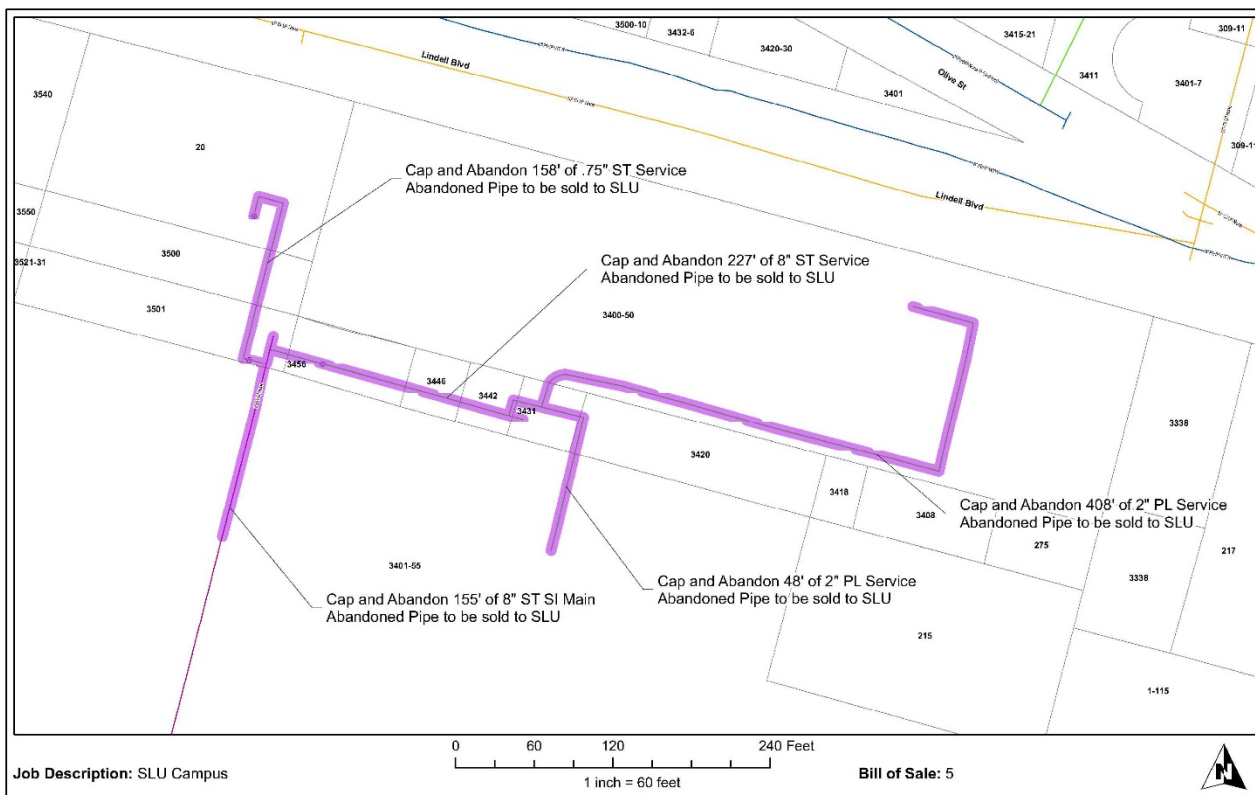 3500-10
3432-6
3420-30
3401
3415-21
3411
309-11
3401-7
309-11
Lindell Blvd
Olive St
Lindell Blvd
3540
20
Cap and Abandon 158' of .75" ST Service
Abandoned Pipe to be sold to SLU
3550
3500
3521-31
3501
Cap and Abandon 227' of 8" ST Service
Abandoned Pipe to be sold to SLU
3400-50
3456
3446
3442
3431
3420
3338
3418
3408
Cap and Abandon 408' of 2" PL Service
Abandoned Pipe to be sold to SLU
275
217
3338
3401-55
Cap and Abandon 48' of 2" PL Service
Abandoned Pipe to be sold to SLU
Cap and Abandon 155' of 8" ST SI Main
Abandoned Pipe to be sold to SLU
215
1-115
0 60 120 240 Feet
1 inch = 60 feet
Job Description: SLU Campus
Bill of Sale: 5
N